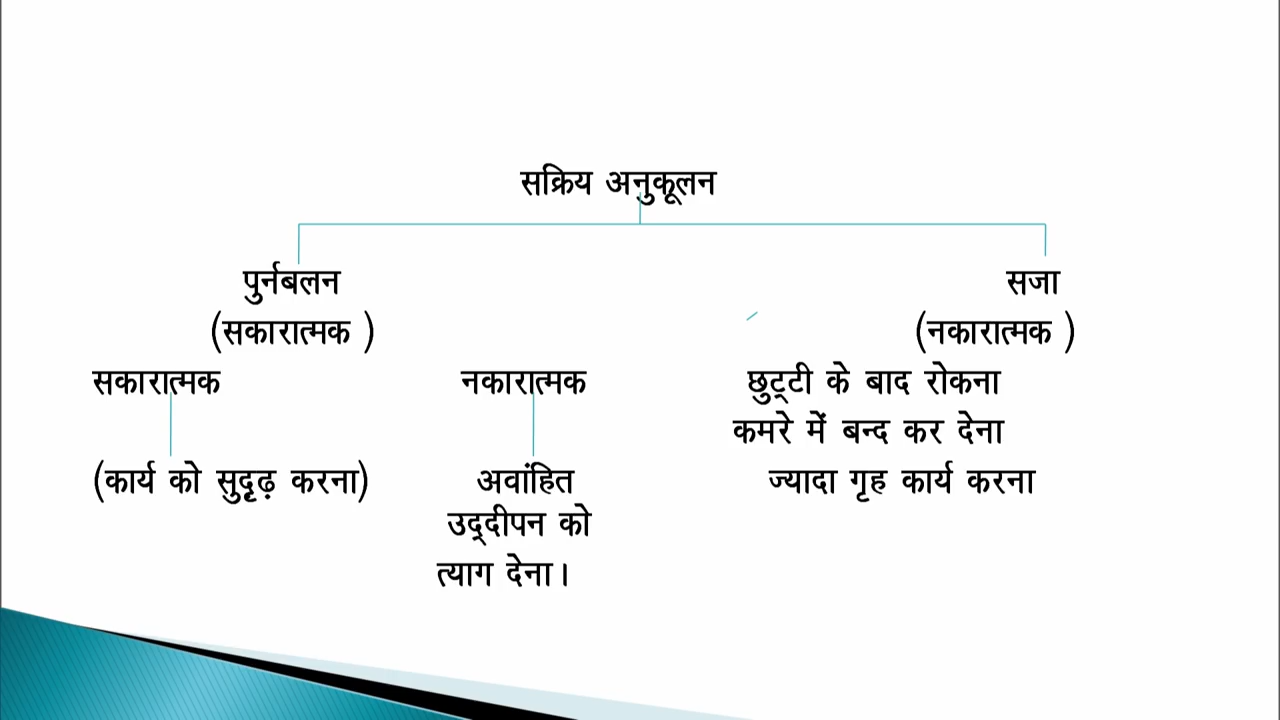 सक्रिय अनुकूलन
पुर्नबलन सजा
(सकारात्मक ) (नकारात्मक )
सकारात्मक नकारात्मक छुट्टी के बाद रोकना
कमरे में बन्द कर देना
(कार्य को सुदृढ़ करना) अवांहित ज्यादा गृह कार्य करना
उद्दीपन को
त्याग देना।